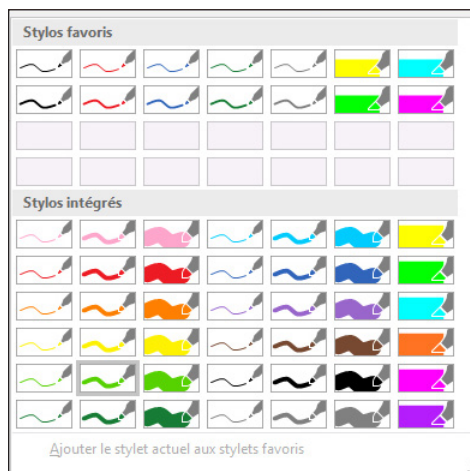 Stylos favoris
Stylos intégrés
Ajouter le stylet actuel aux stylets favoris